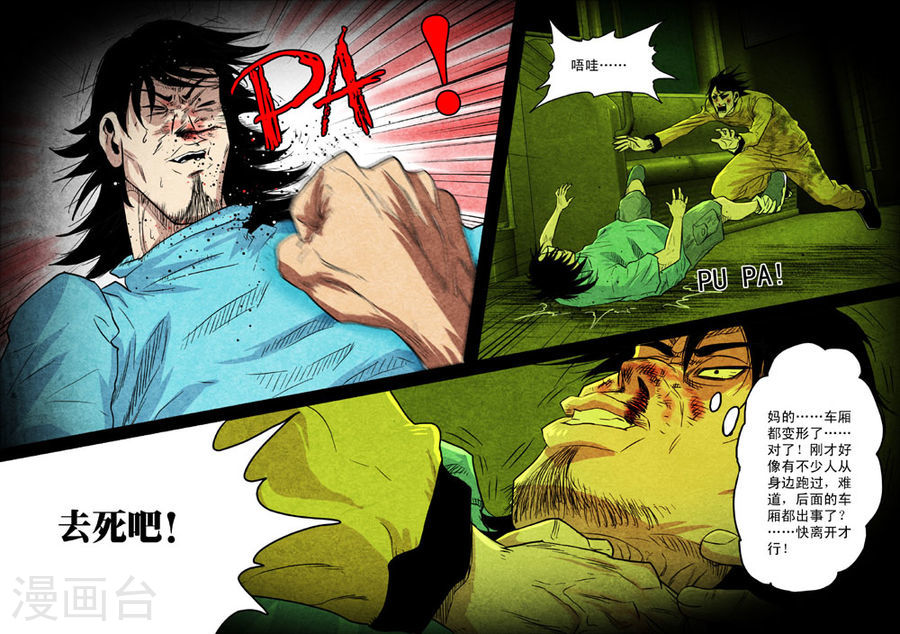 PA!
唔哇……
PU PA!
妈的……车厢
都变形了……
对了！刚才好
像有不少人从
身边跑过，难
道，后面的车
厢都出事了？
……快离开才
行！
去死吧！
漫画台